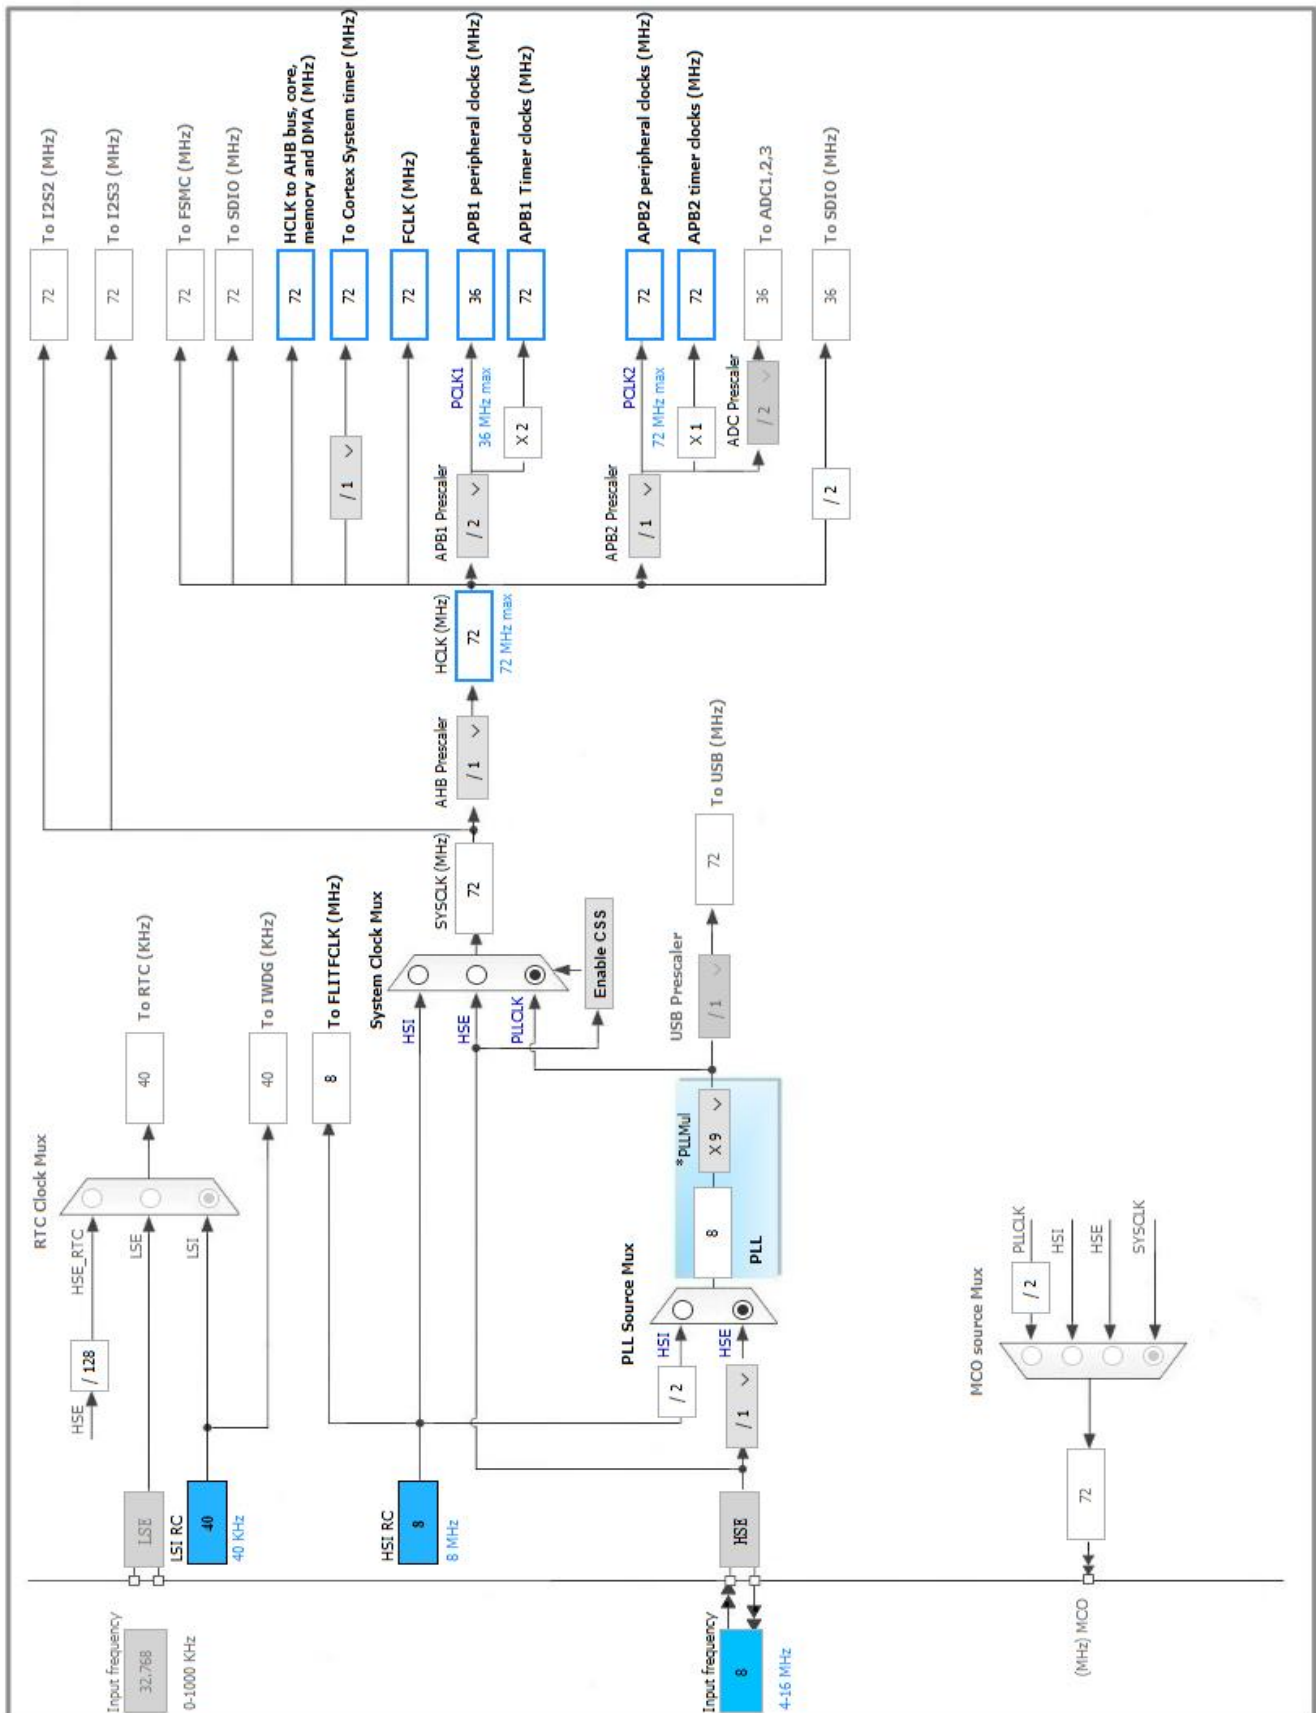 Input frequency
32.768
0-1000 KHz
LSE
LSI RC
40
40 KHz
HSE
/ 128
HSE_RTC
LSE
LSI
RTC Clock Mux
40
To RTC (KHz)
40
To IWDG (KHz)
8
To FLITFCLK (MHz)
HSI RC
8
8 MHz
HSI
HSE
PLLCLK
System Clock Mux
Enable CSS
SYSCLK (MHz)
72
AHB Prescaler
/ 1
HCLK (MHz)
72
72 MHz max
72
To I2S2 (MHz)
72
To I2S3 (MHz)
72
To FSMC (MHz)
72
To SDIO (MHz)
72
HCLK to AHB bus, core,
memory and DMA (MHz)
/ 1
72
To Cortex System timer (MHz)
72
FCLK (MHz)
APB1 Prescaler
/ 2
PCLK1
36 MHz max
36
APB1 peripheral clocks (MHz)
X 2
72
APB1 Timer clocks (MHz)
APB2 Prescaler
/ 1
PCLK2
72 MHz max
72
APB2 peripheral clocks (MHz)
X 1
72
APB2 timer clocks (MHz)
ADC Prescaler
/ 2
36
To ADC1,2,3
/ 2
36
To SDIO (MHz)
Input frequency
8
4-16 MHz
HSE
/ 1
/ 2
HSI
HSE
PLL Source Mux
8
*PLLMul
X 9
PLL
USB Prescaler
/ 1
72
To USB (MHz)
MCO source Mux
/ 2
PLLCLK
HSI
HSE
SYSCLK
72
(MHz) MCO